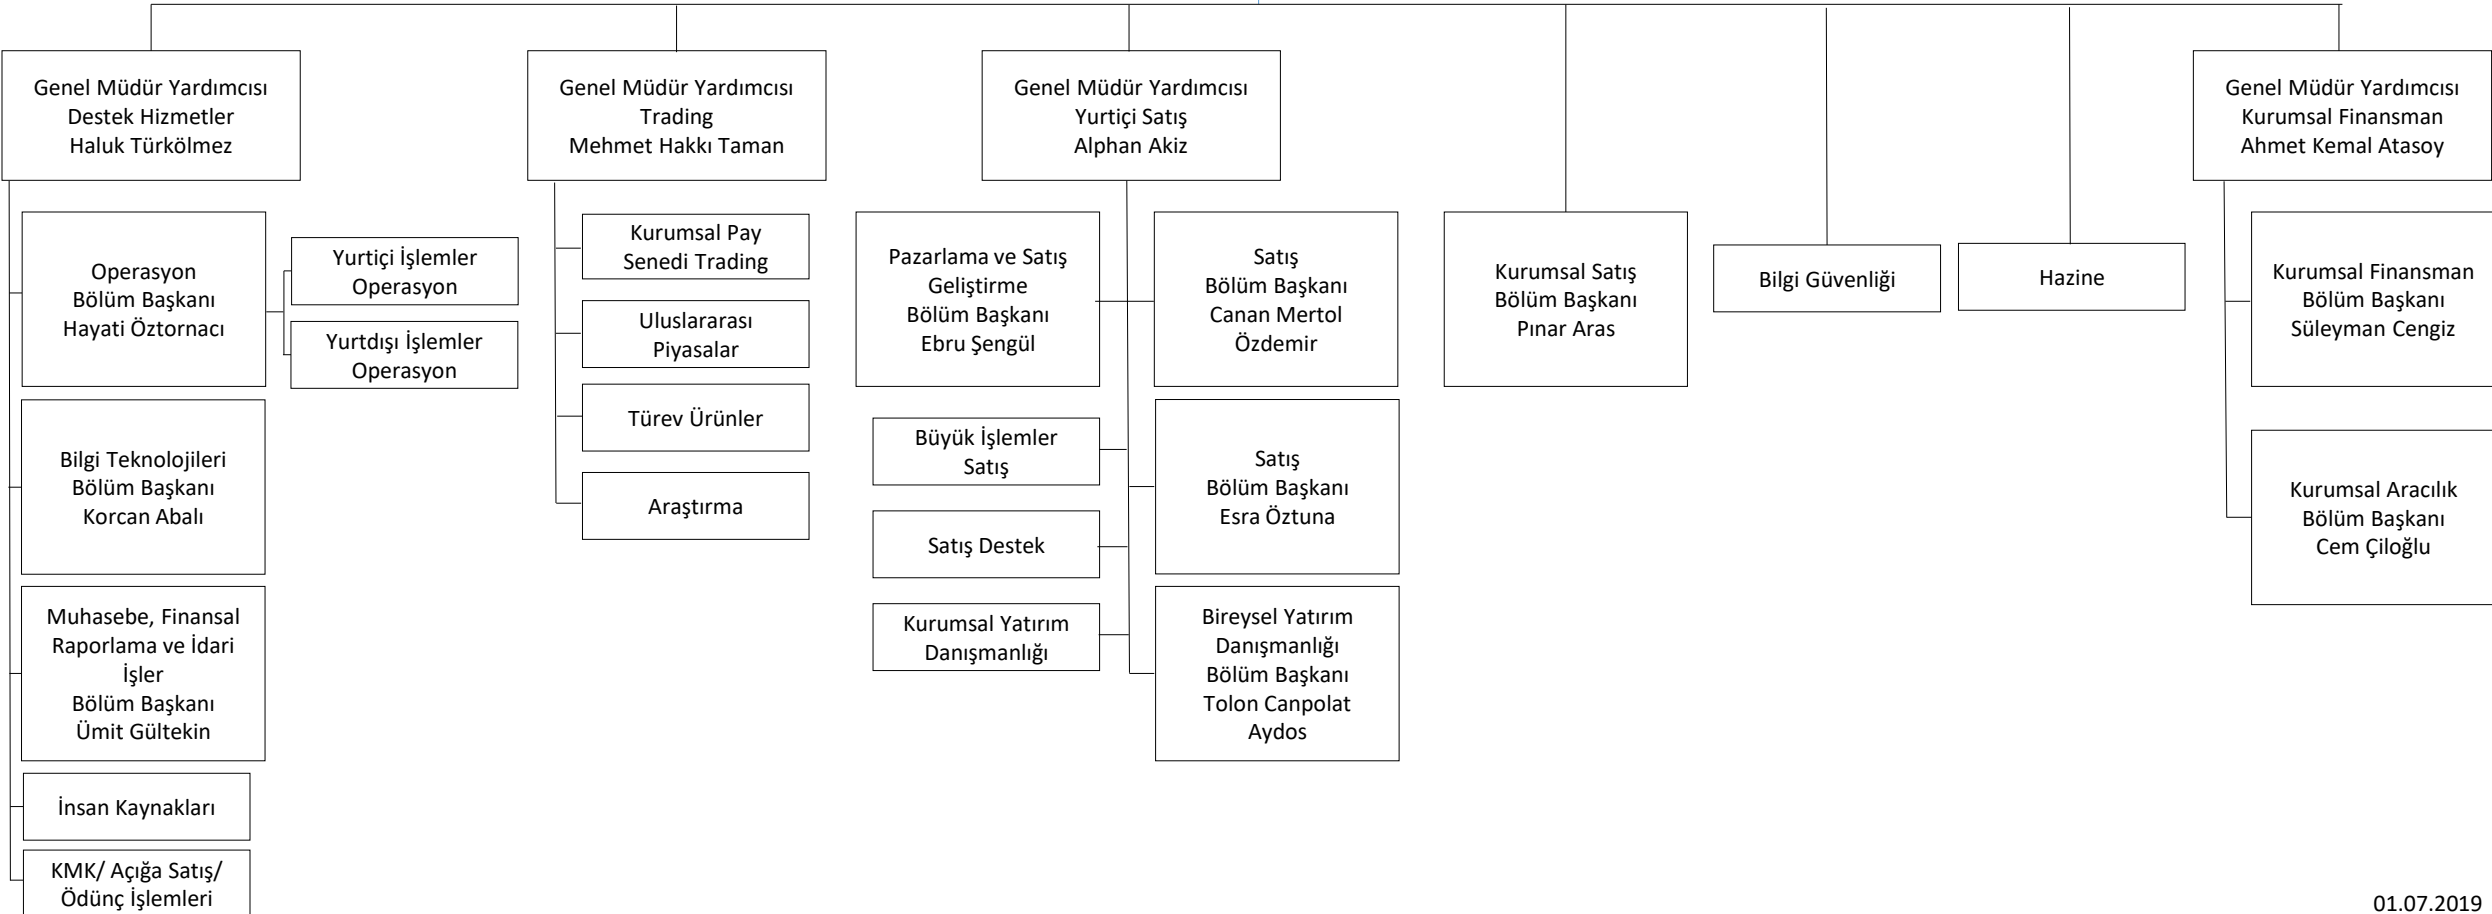 Genel Müdür Yardımcısı
Destek Hizmetler
Haluk Türkölmez
Genel Müdür Yardımcısı
Trading
Mehmet Hakkı Taman
Genel Müdür Yardımcısı
Yurtiçi Satış
Alphan Akiz
Genel Müdür Yardımcısı
Kurumsal Finansman
Ahmet Kemal Atasoy
Operasyon
Bölüm Başkanı
Hayati Öztornacı
Yurtiçi İşlemler
Operasyon
Yurtdışı İşlemler
Operasyon
Kurumsal Pay
Senedi Trading
Uluslararası
Piyasalar
Türev Ürünler
Araştırma
Pazarlama ve Satış
Geliştirme
Bölüm Başkanı
Ebru Şengül
Satış
Bölüm Başkanı
Canan Mertol
Özdemir
Kurumsal Satış
Bölüm Başkanı
Pınar Aras
Bilgi Güvenliği
Hazine
Kurumsal Finansman
Bölüm Başkanı
Süleyman Cengiz
Bilgi Teknolojileri
Bölüm Başkanı
Korcan Abalı
Büyük İşlemler
Satış
Satış Destek
Kurumsal Yatırım
Danışmanlığı
Satış
Bölüm Başkanı
Esra Öztuna
Kurumsal Aracılık
Bölüm Başkanı
Cem Çiloğlu
Muhasebe, Finansal
Raporlama ve İdari
İşler
Bölüm Başkanı
Ümit Gültekin
Bireysel Yatırım
Danışmanlığı
Bölüm Başkanı
Tolon Canpolat
Aydos
İnsan Kaynakları
KMK/ Açığa Satış/
Ödünç İşlemleri
01.07.2019